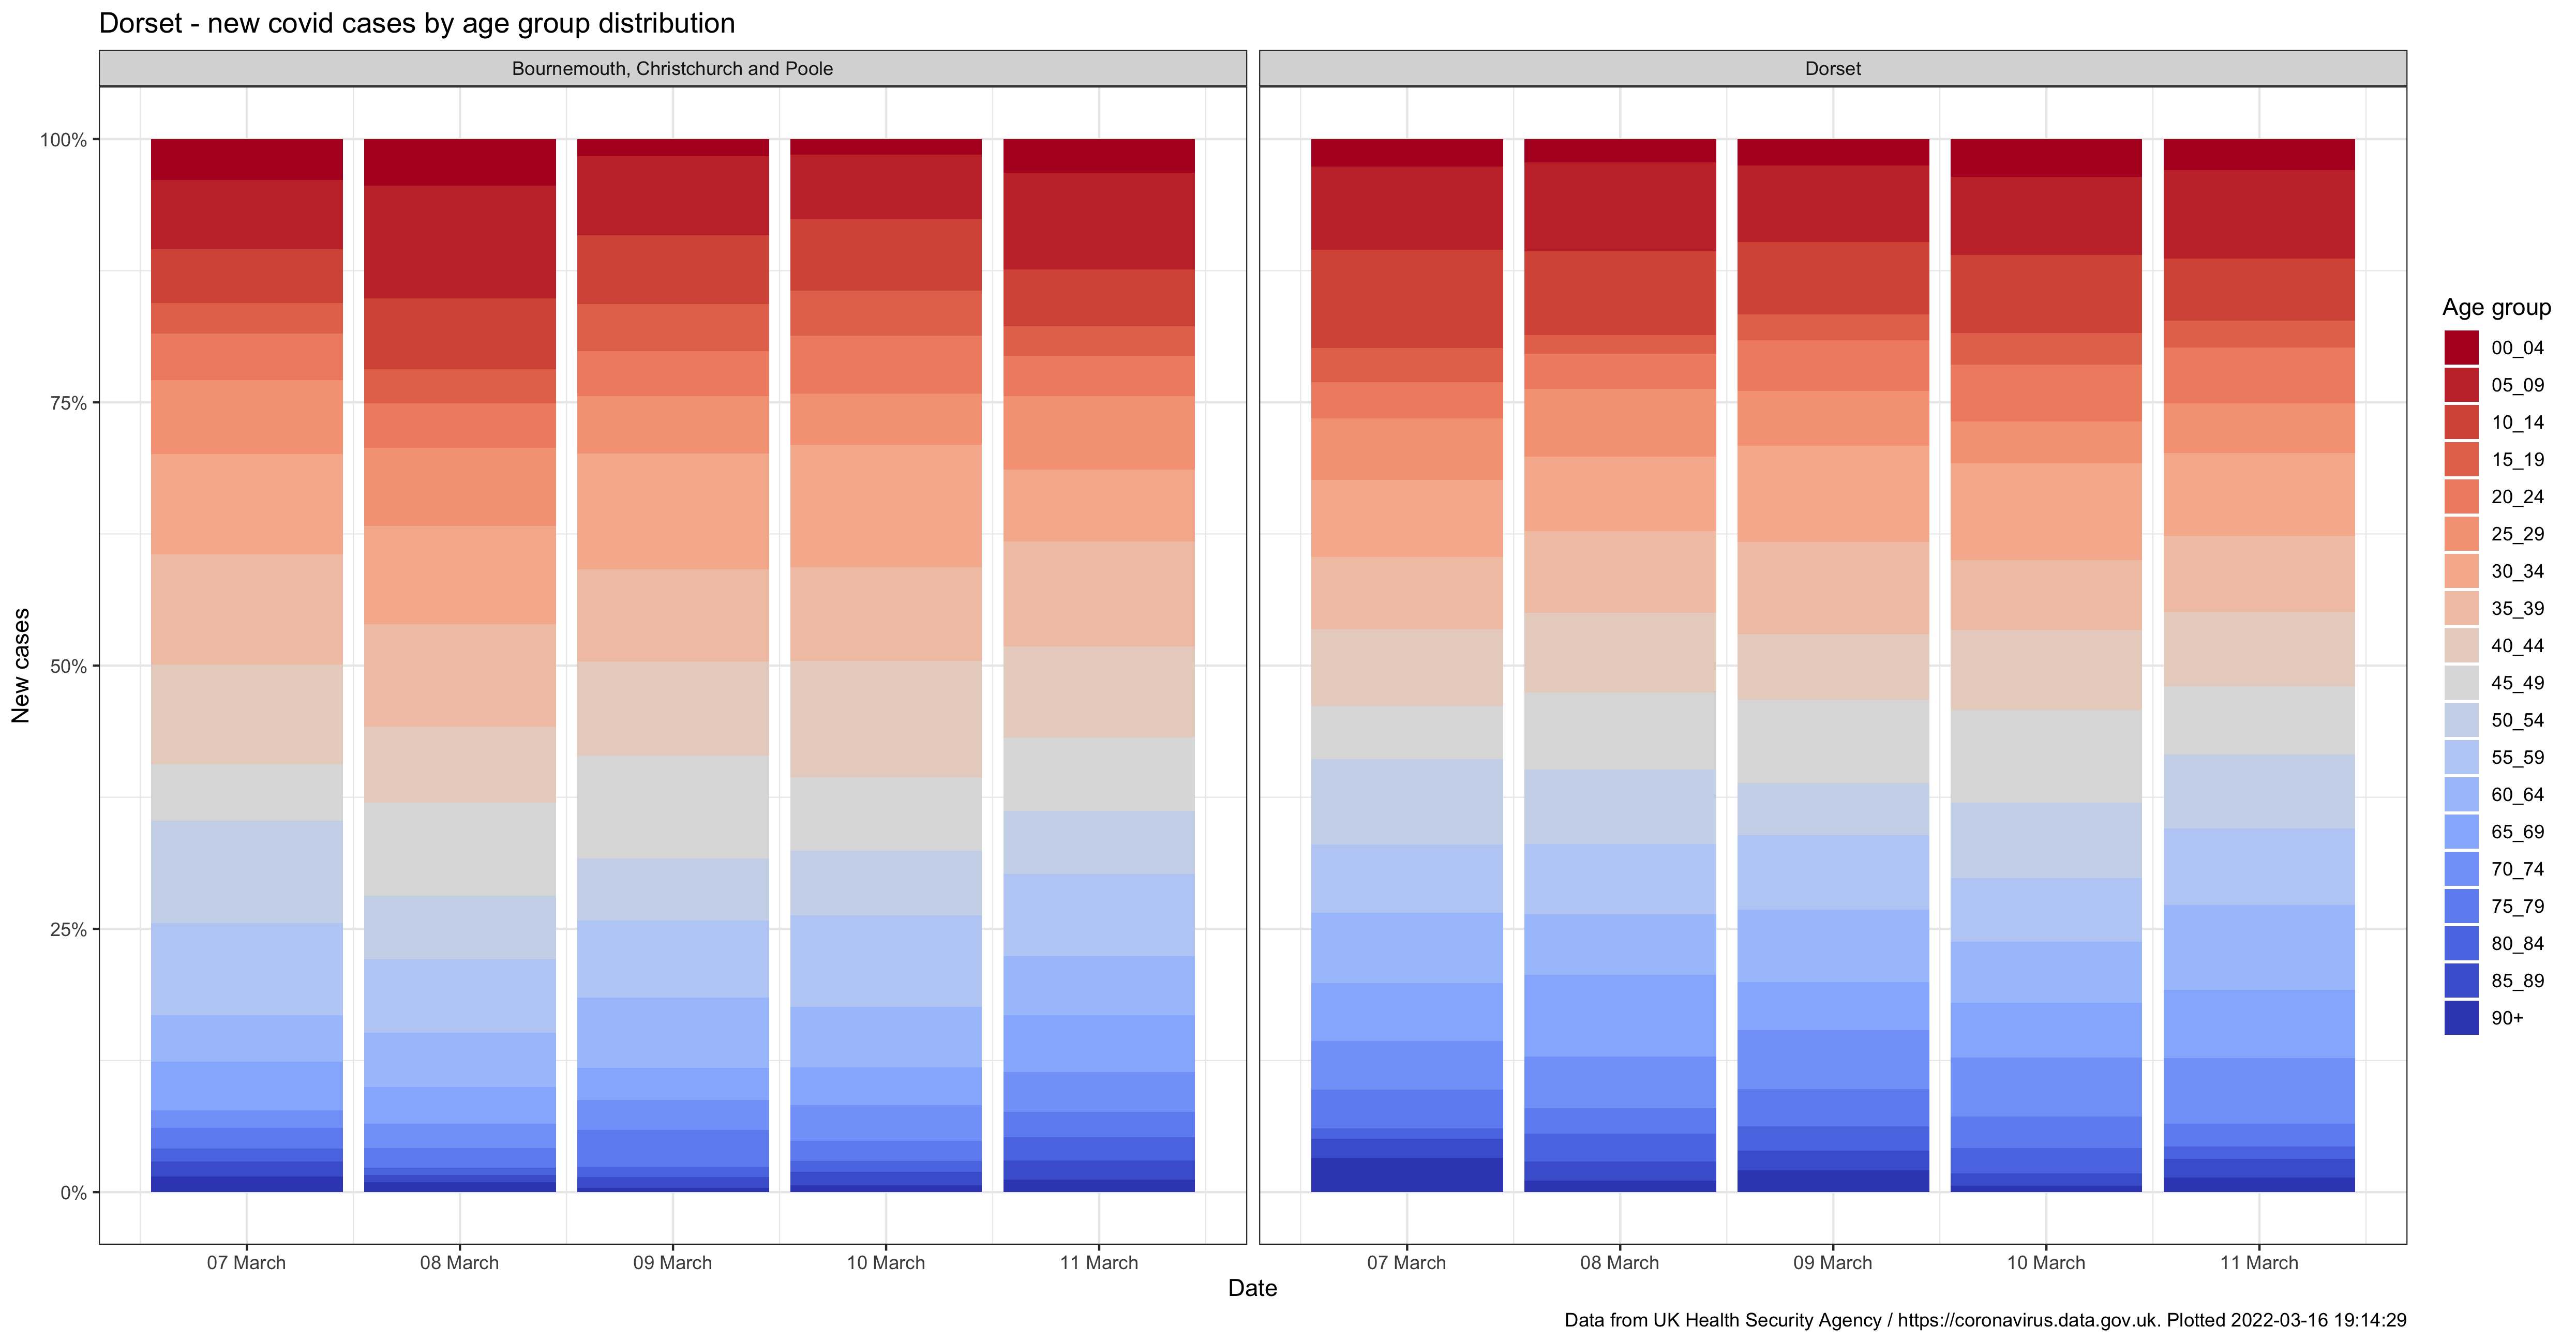 Dorset - new covid cases by age group distribution
Bournemouth, Christchurch and Poole
Dorset
100%
75%
50%
25%
0%
New cases
07 March
08 March
09 March
10 March
11 March
07 March
08 March
09 March
10 March
11 March
Date
Age group
00_04
05_09
10_14
15_19
20_24
25_29
30_34
35_39
40_44
45_49
50_54
55_59
60_64
65_69
70_74
75_79
80_84
85_89
90+
Data from UK Health Security Agency / https://coronavirus.data.gov.uk. Plotted 2022-03-16 19:14:29